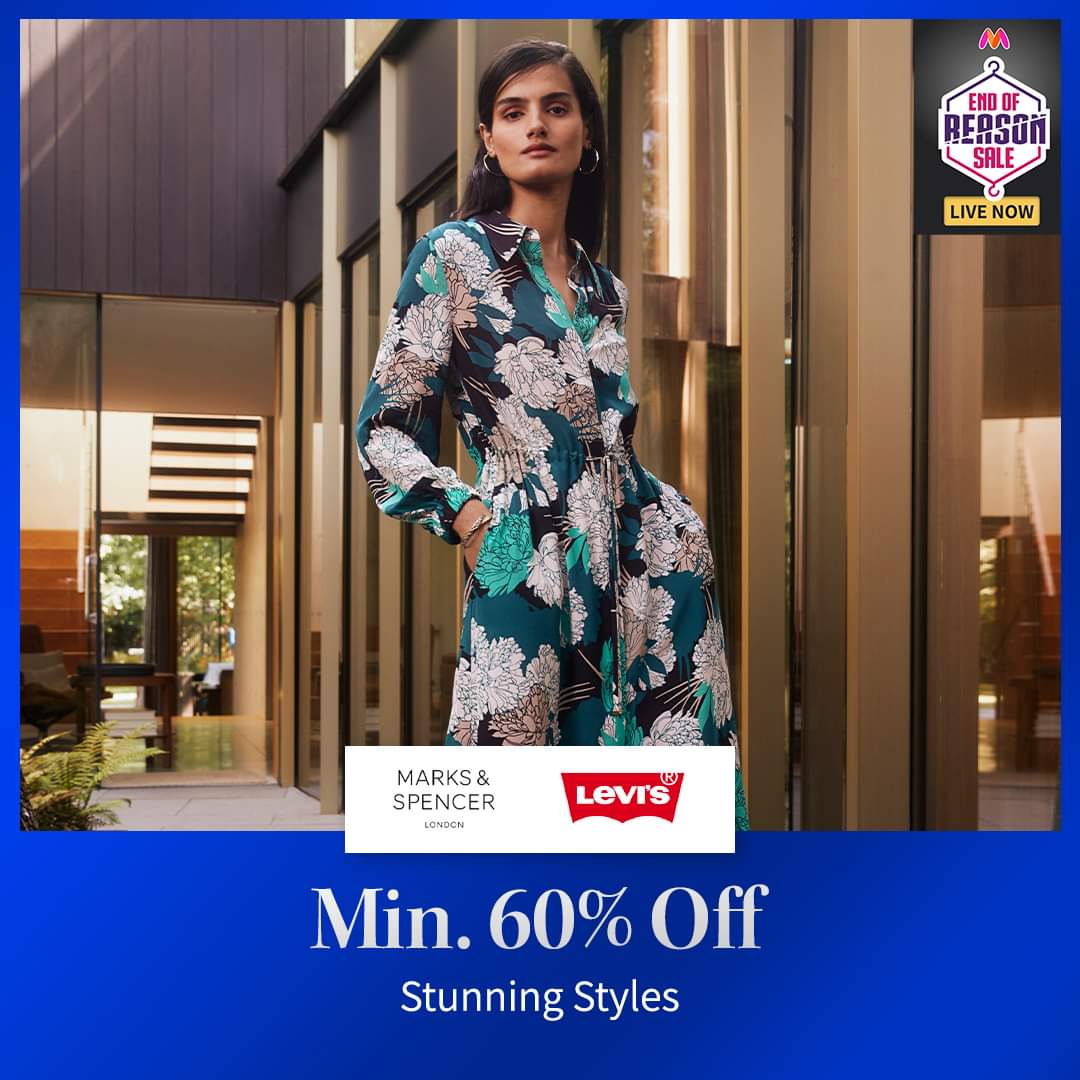 END OF
REASON
SALE
LIVE NOW
MARKS &
SPENCER
LONDON
LEVI'S®
Min. 60% Off
Stunning Styles